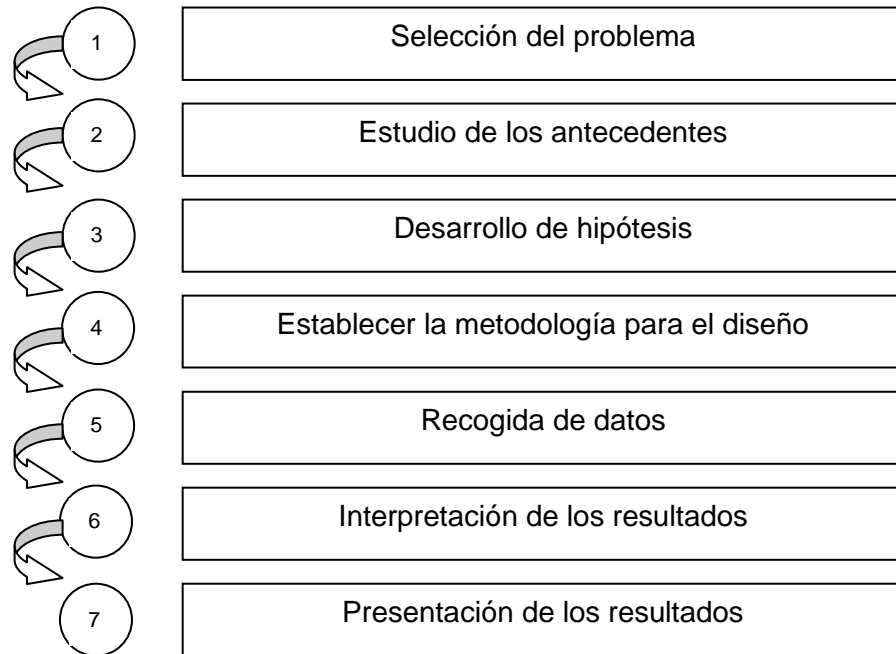 1 Selección del problema
2 Estudio de los antecedentes
3 Desarrollo de hipótesis
4 Establecer la metodología para el diseño
5 Recogida de datos
6 Interpretación de los resultados
7 Presentación de los resultados